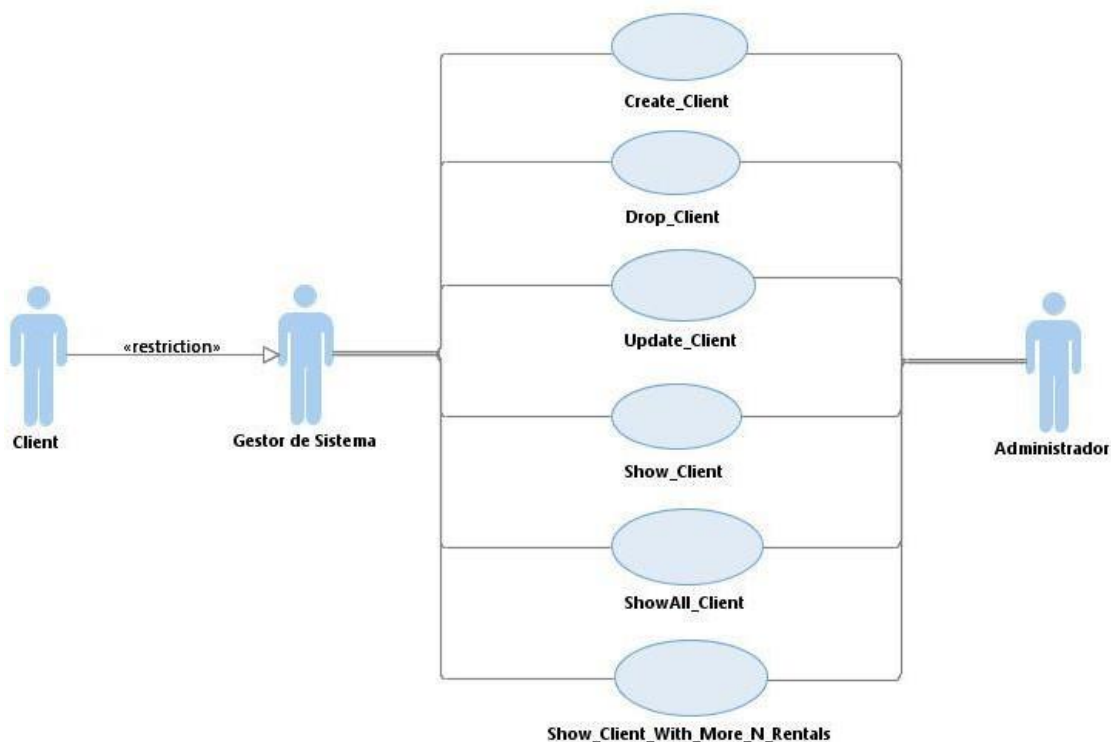 Create_Client
Drop_Client
Update_Client
«restriction»
Client
Gestor de Sistema
Administrador
Show_Client
ShowAll_Client
Show_Client_With_More_N_Rentals